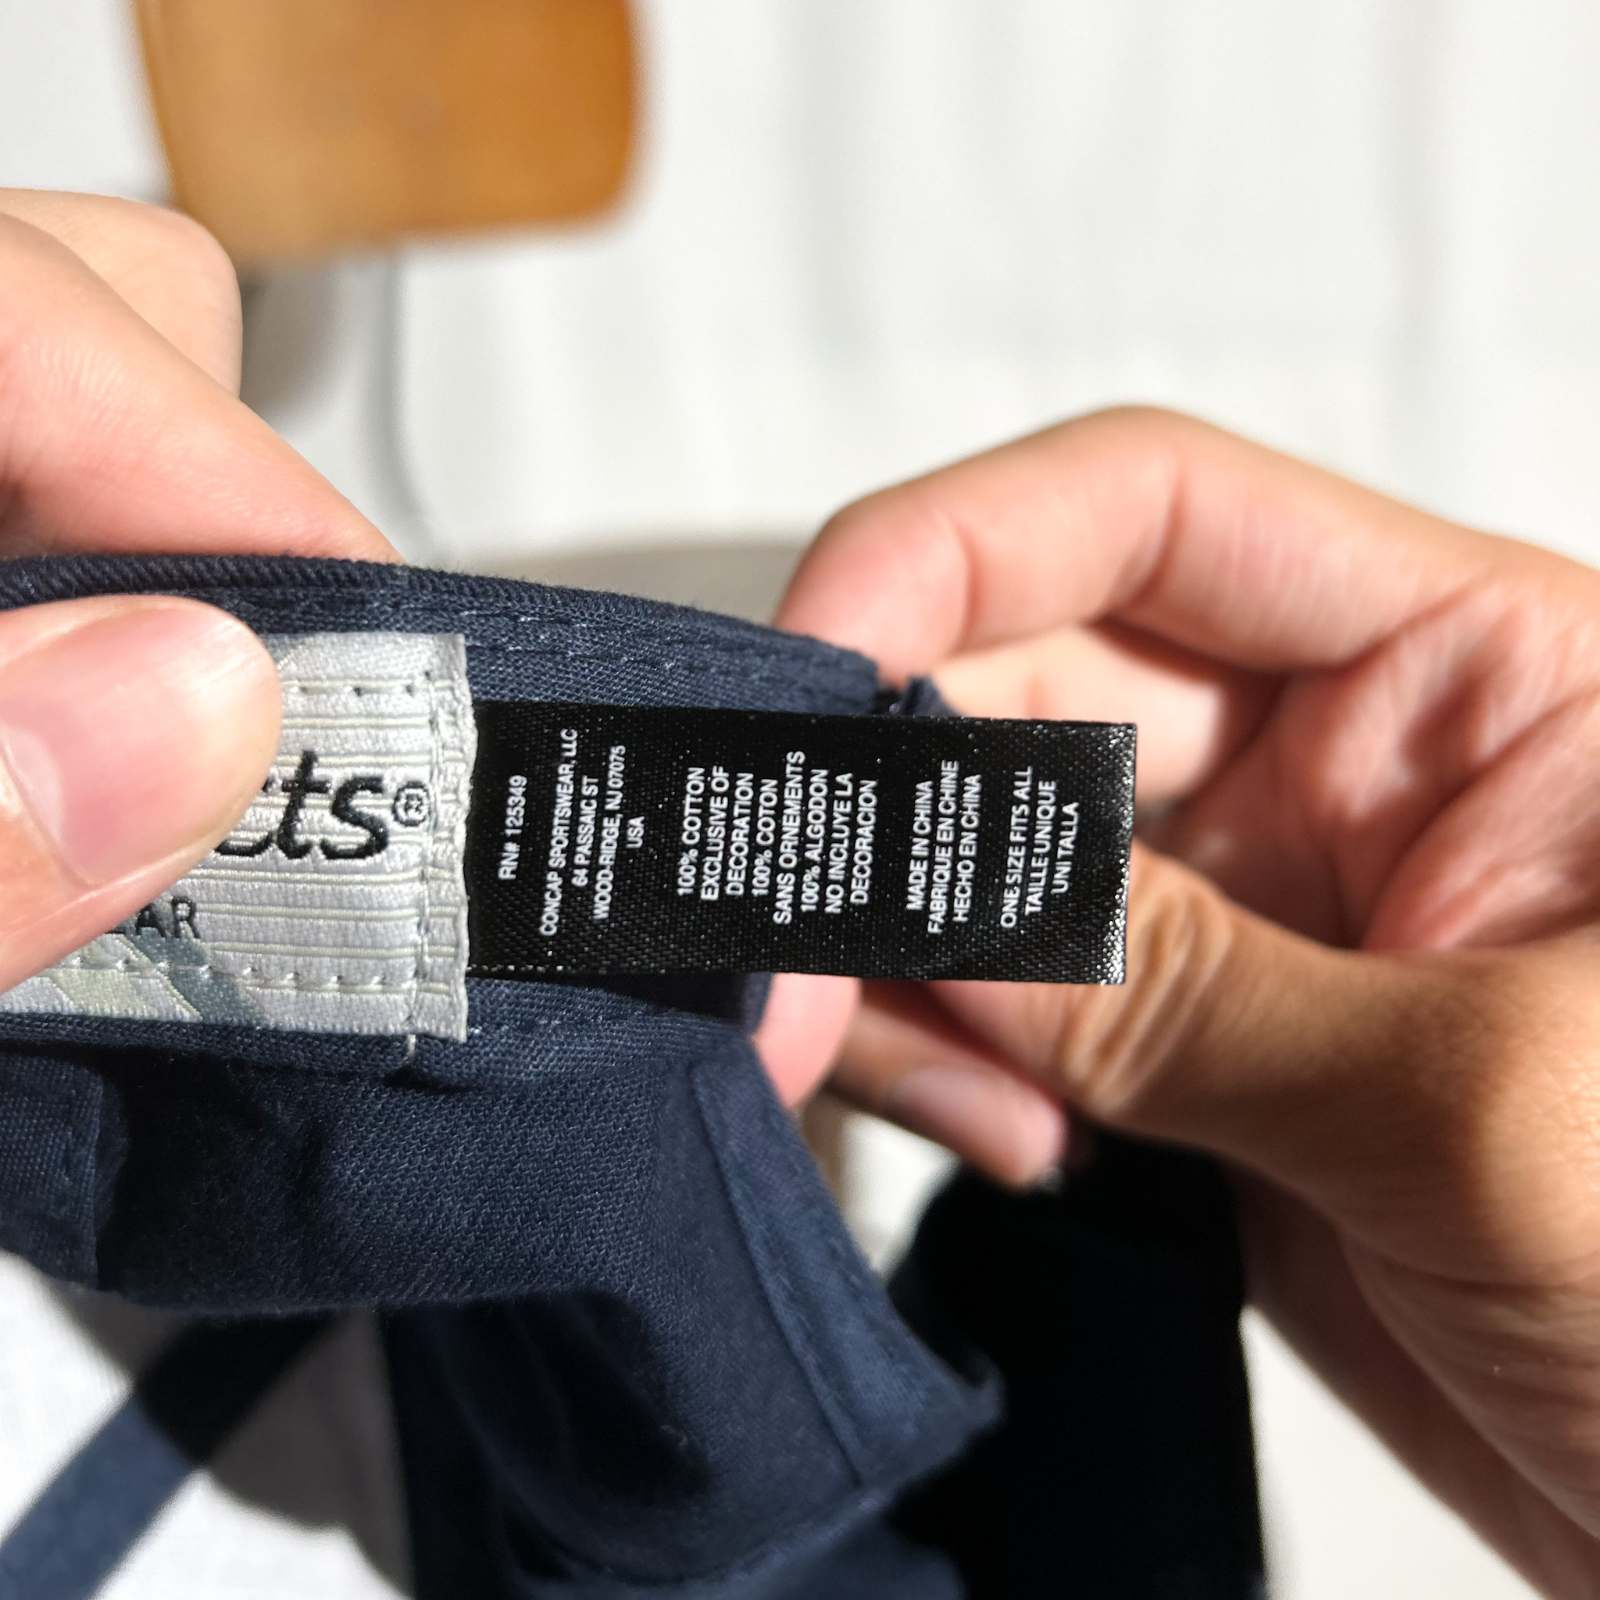 cts®
EAR
RN# 125349
CONCAP SPORTSWEAR, LLC
64 PASSAIC ST
WOOD-RIDGE, NJ 07075
USA
100% COTTON
EXCLUSIVE OF
DECORATION
100% COTTON
SANS ORNEMENTS
100% ALGODON
NO INCLUYE LA
DECORACION
MADE IN CHINA
FABRIQUE EN CHINE
HECHO EN CHINA
ONE SIZE FITS ALL
TAILLE UNIQUE
UNI TALLA